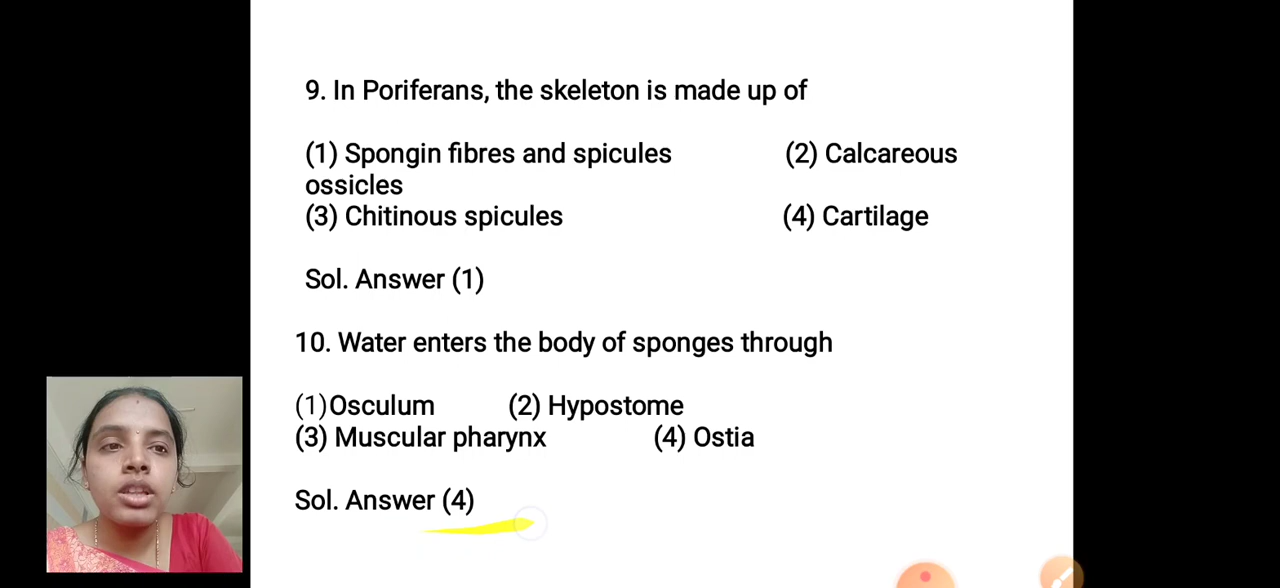 9. In Poriferans, the skeleton is made up of
(1) Spongin fibres and spicules (2) Calcareous
ossicles
(3) Chitinous spicules (4) Cartilage
Sol. Answer (1)
10. Water enters the body of sponges through
(1)Osculum (2) Hypostome
(3) Muscular pharynx (4) Ostia
Sol. Answer (4)